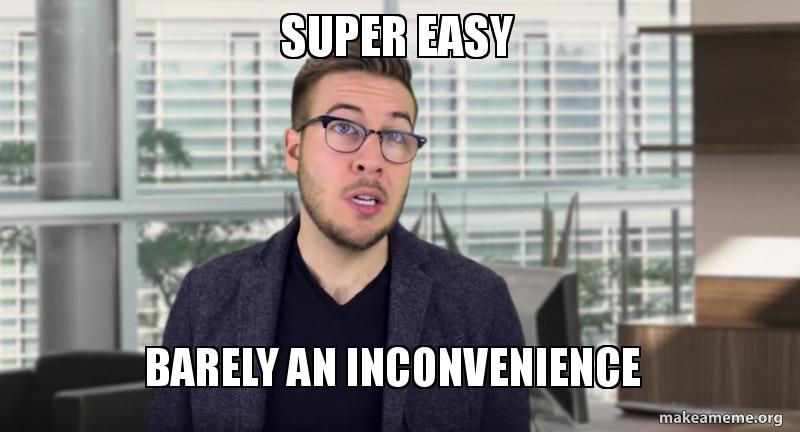 SUPER EASY
BARELY AN INCONVENIENCE
makeameme.org